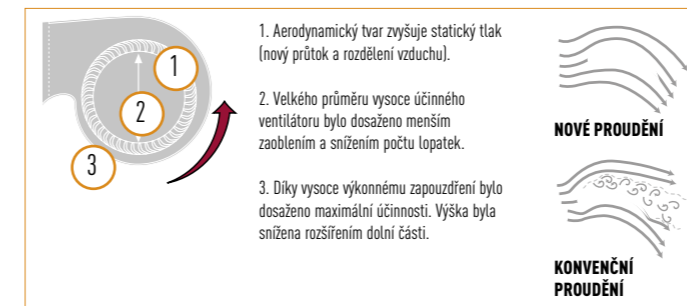 1
2
3
1. Aerodynamický tvar zvyšuje statický tlak
(nový průtok a rozdělení vzduchu).
2. Velkého průměru vysoce účinného
ventilátoru bylo dosaženo menším
zaoblením a snížením počtu lopatek.
3. Díky vysoce výkonnému zapouzdření bylo
dosaženo maximální účinnosti. Výška byla
snížena rozšířením dolní části.
NOVÉ PROUDĚNÍ
KONVENČNÍ
PROUDĚNÍ